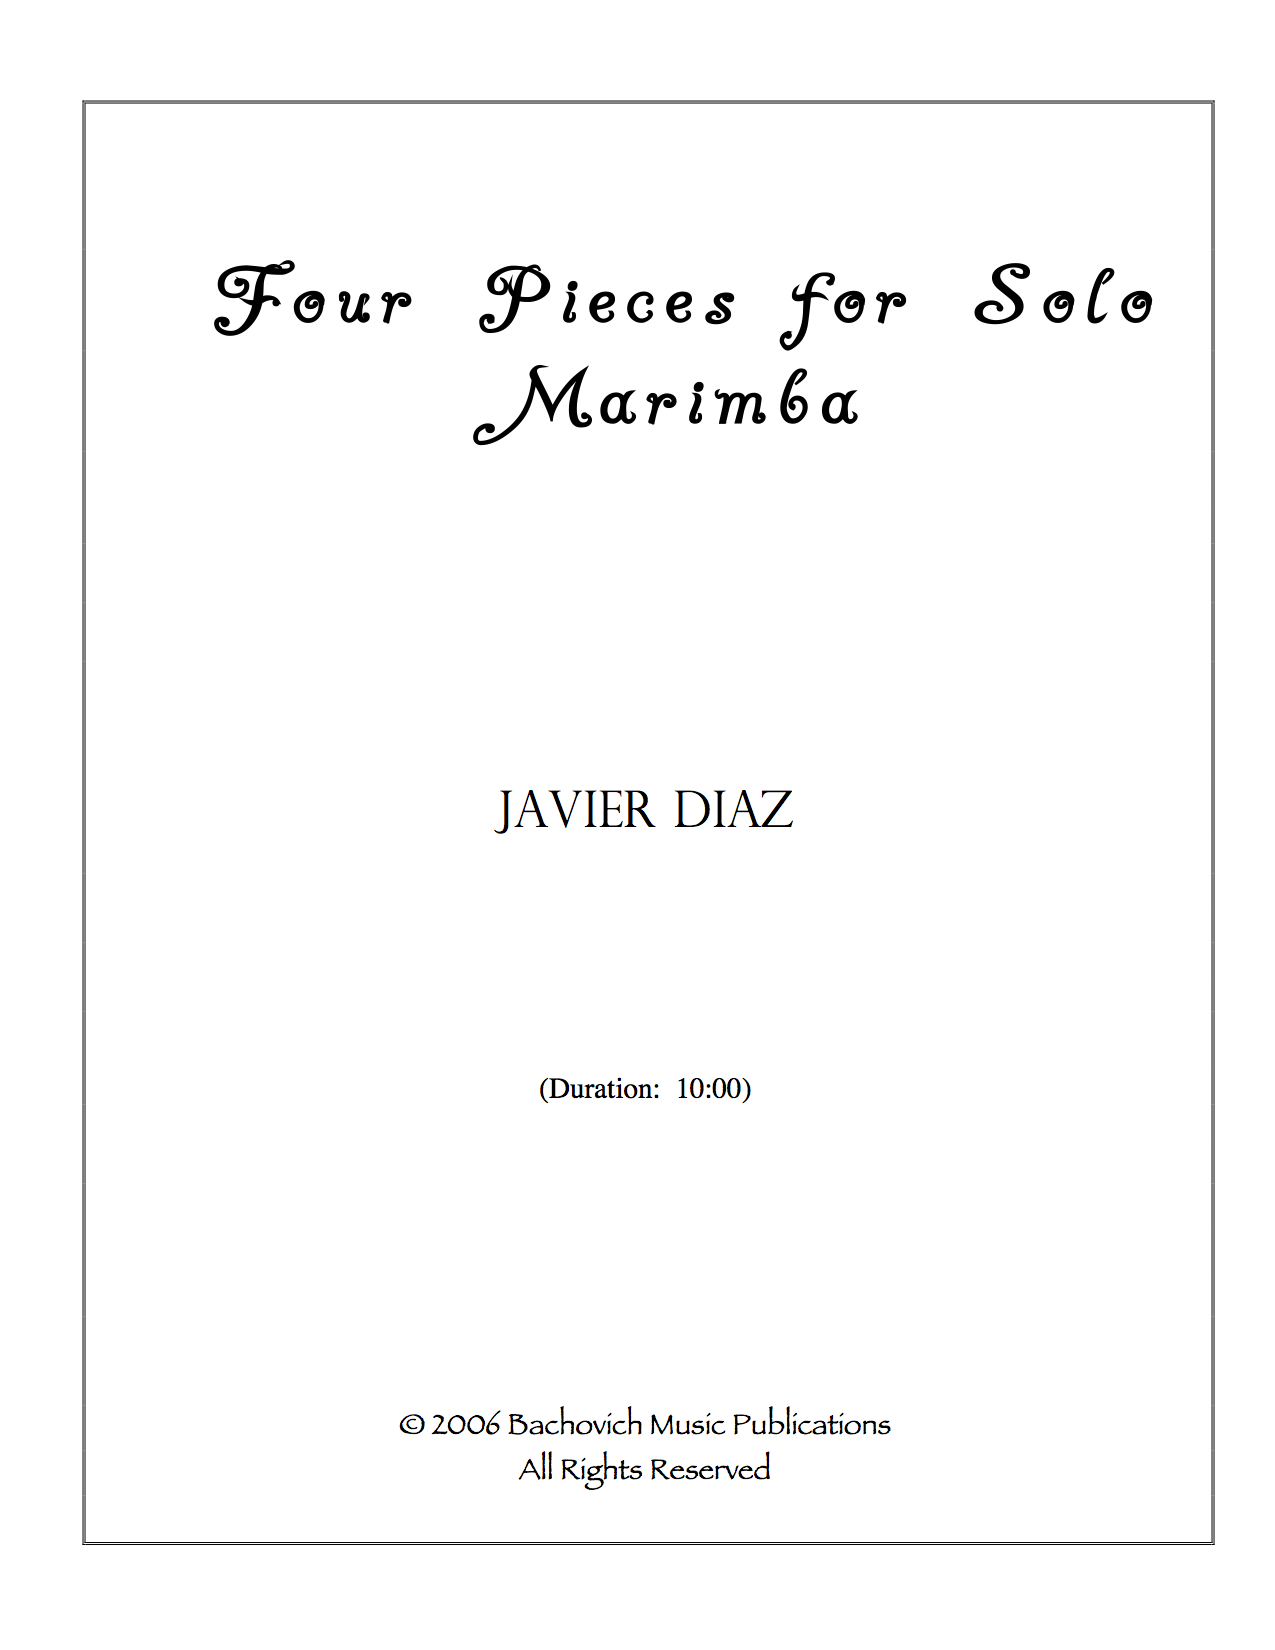 Four Pieces for Solo
Marimba
JAVIER DIAZ
(Duration: 10:00)
© 2006 Bachovich Music Publications
All Rights Reserved